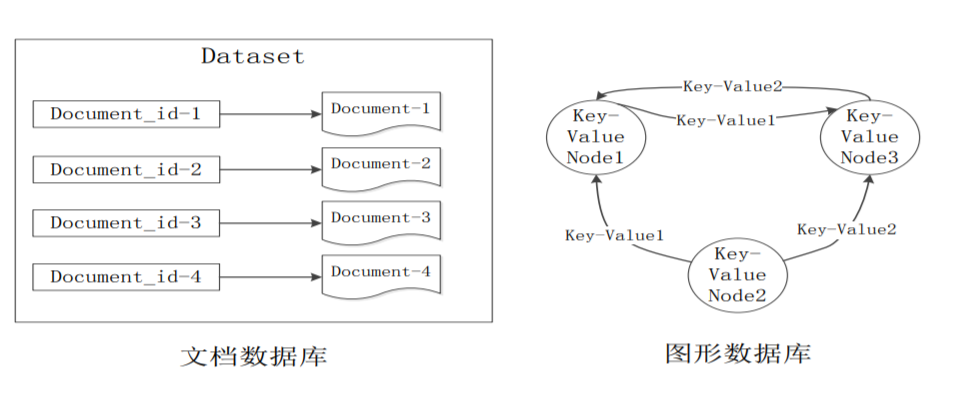 Dataset
Document_id-1
Document-1
Document_id-2
Document-2
Document_id-3
Document-3
Document_id-4
Document-4
文档数据库
Key-Value2
Key-Value1
Key-
Value
Node1
Key-
Value
Node3
Key-Value1
Key-Value2
Key-
Value
Node2
图形数据库